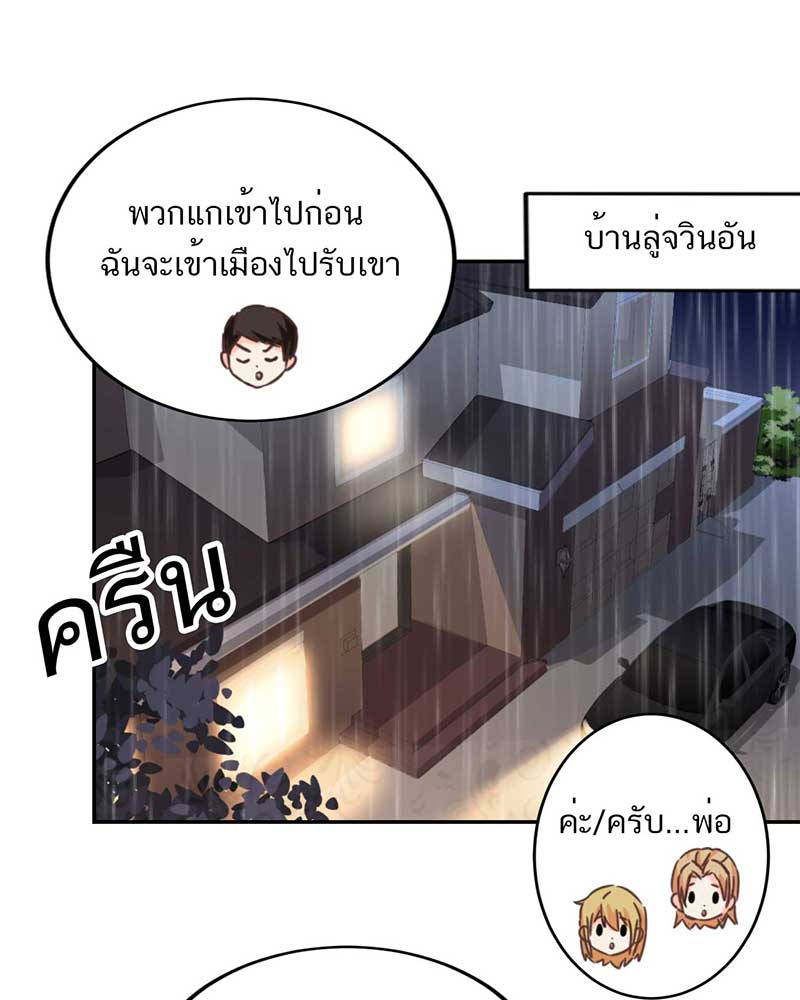 พวกแกเข้าไปก่อน
ฉันจะเข้าเมืองไปรับเขา
บ้านลู่จวินอัน
ครืน
ค่ะ/ครับ...พ่อ